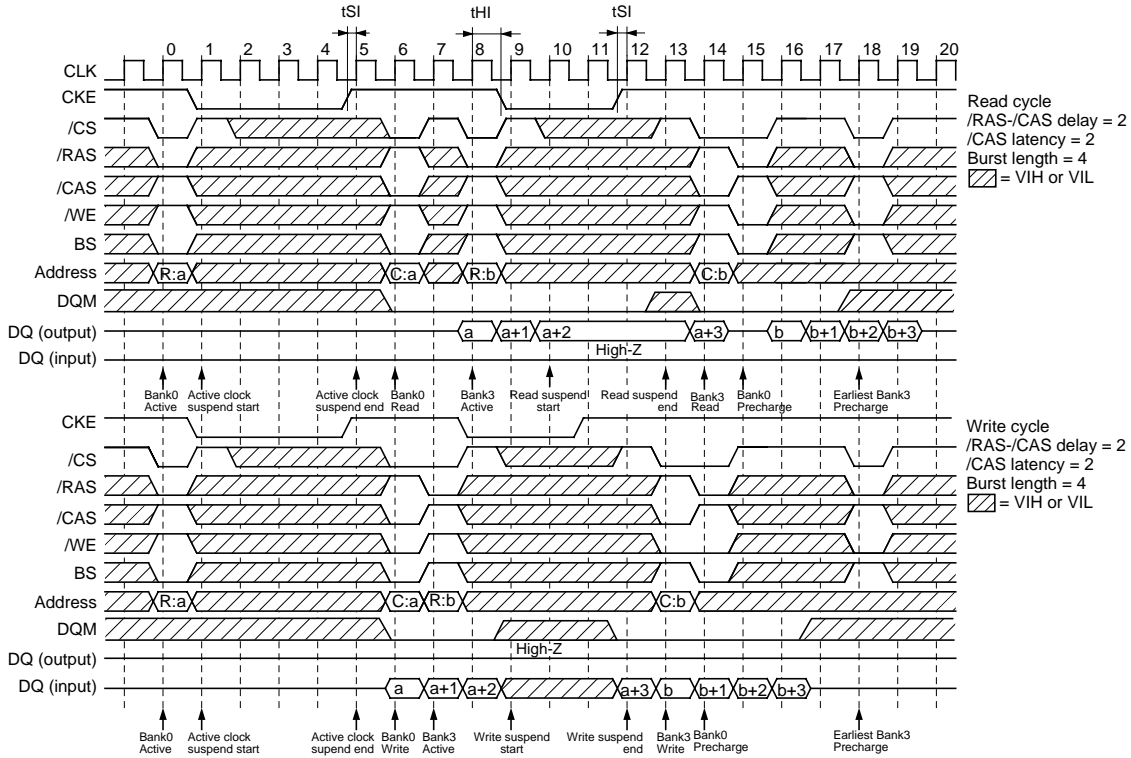 tSI tHI tSI
0 1 2 3 4 5 6 7 8 9 10 11 12 13 14 15 16 17 18 19 20
CLK
CKE
/CS
/RAS
/CAS
/WE
BS
Address R:a C:a R:b C:b
DQM
DQ (output) a a+1 a+2 a+3 b b+1 b+2 b+3
High-Z
DQ (input)
Read cycle
/RAS-/CAS delay = 2
/CAS latency = 2
Burst length = 4
= VIH or VIL
Bank0 Active clock Active clock Bank0 Bank3 Read suspend Read suspend Bank3 Bank0 Earliest Bank3
Active suspend start suspend end Read Active start end Read Precharge Precharge
CKE
/CS
/RAS
/CAS
/WE
BS
Address R:a C:a R:b C:b
DQM
High-Z
DQ (output)
DQ (input) a a+1 a+2 a+3 b b+1 b+2 b+3
Write cycle
/RAS-/CAS delay = 2
/CAS latency = 2
Burst length = 4
= VIH or VIL
Bank0 Active clock Active clock Bank0 Bank3 Write suspend Write suspend Bank3 Bank0 Earliest Bank3
Active suspend start supend end Write Active start end Write Precharge Precharge